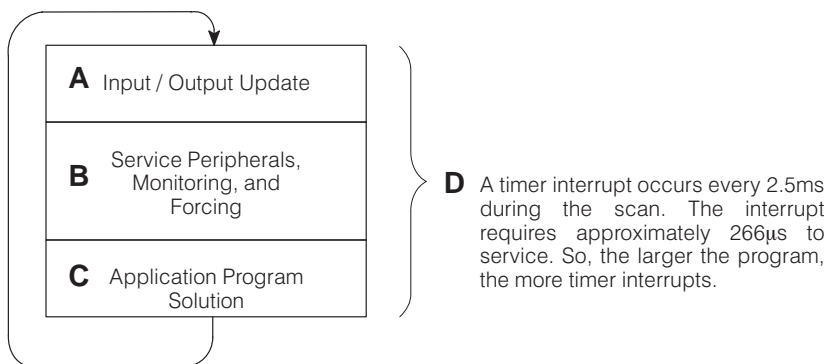 A Input / Output Update
B Service Peripherals,
Monitoring, and
Forcing
C Application Program
Solution
D A timer interrupt occurs every 2.5ms
during the scan. The interrupt
requires approximately 266µs to
service. So, the larger the program,
the more timer interrupts.